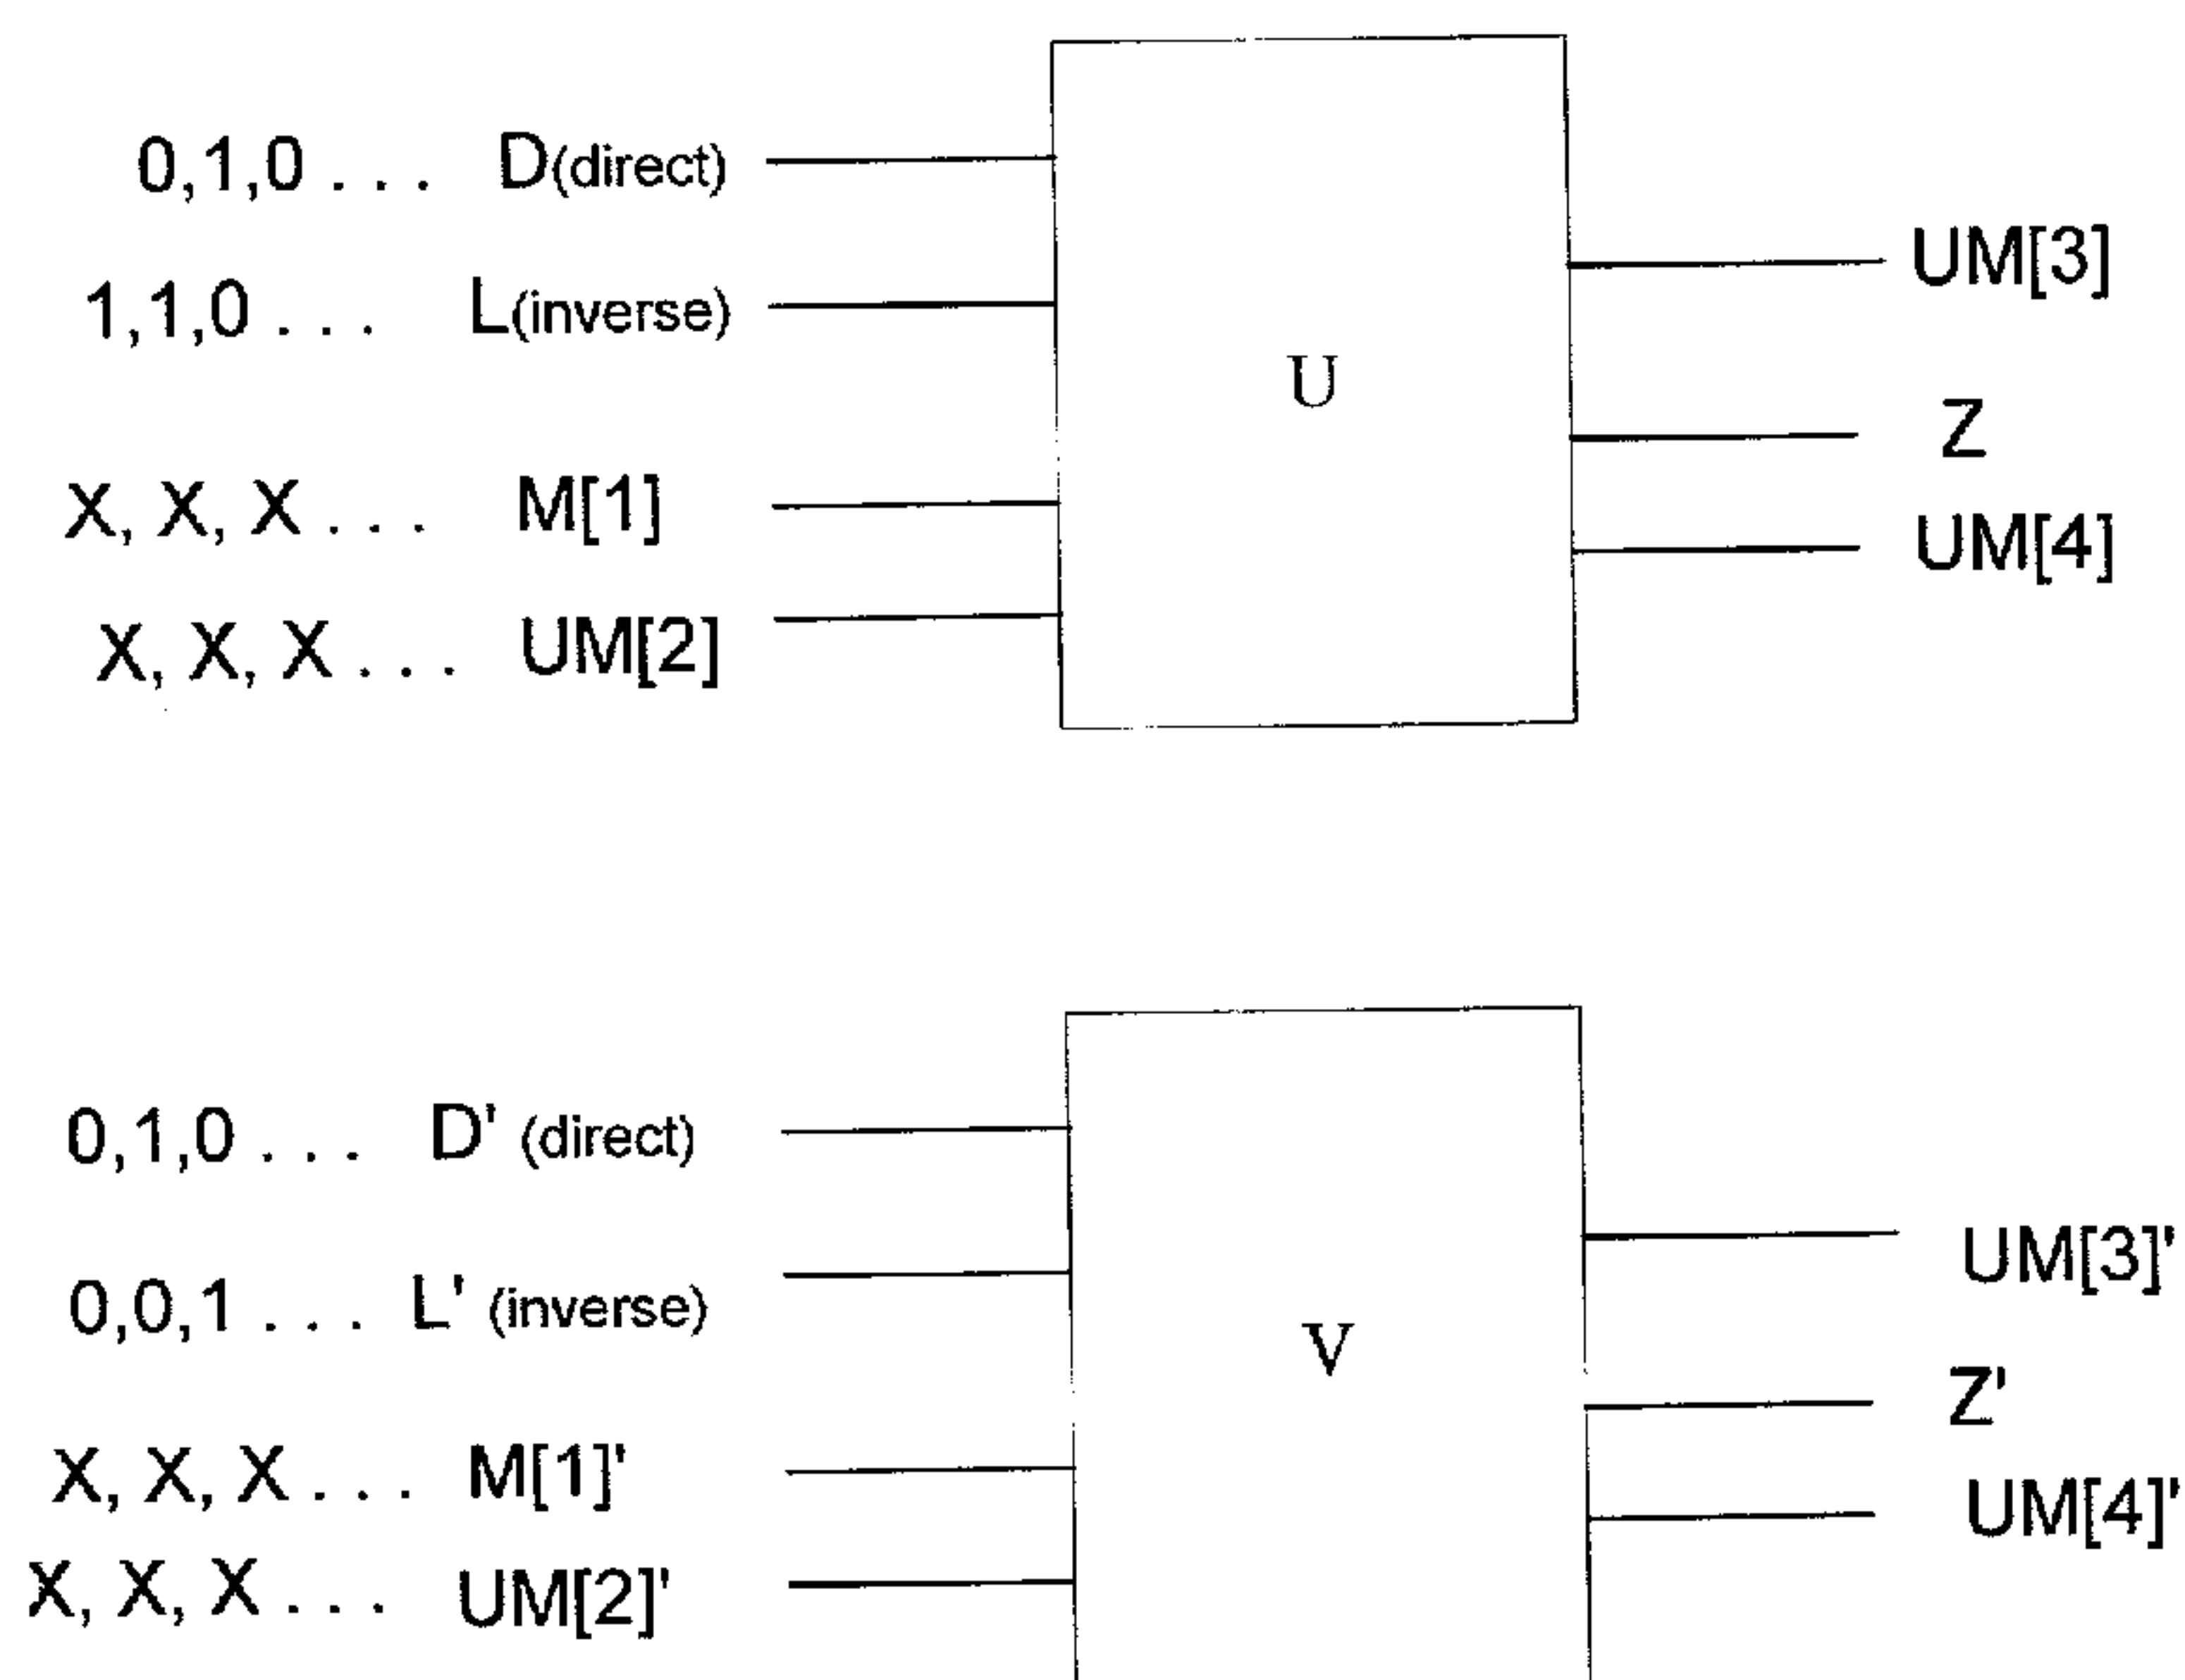 0,1,0 . . . D(direct)
1,1,0 . . . L(inverse)
X, X, X . . . M[1]
X, X, X . . . UM[2]
U
UM[3]
Z
UM[4]
0,1,0 . . . D' (direct)
0,0,1 . . . L' (inverse)
X, X, X . . . M[1]'
X, X, X . . . UM[2]'
V
UM[3]'
Z'
UM[4]'